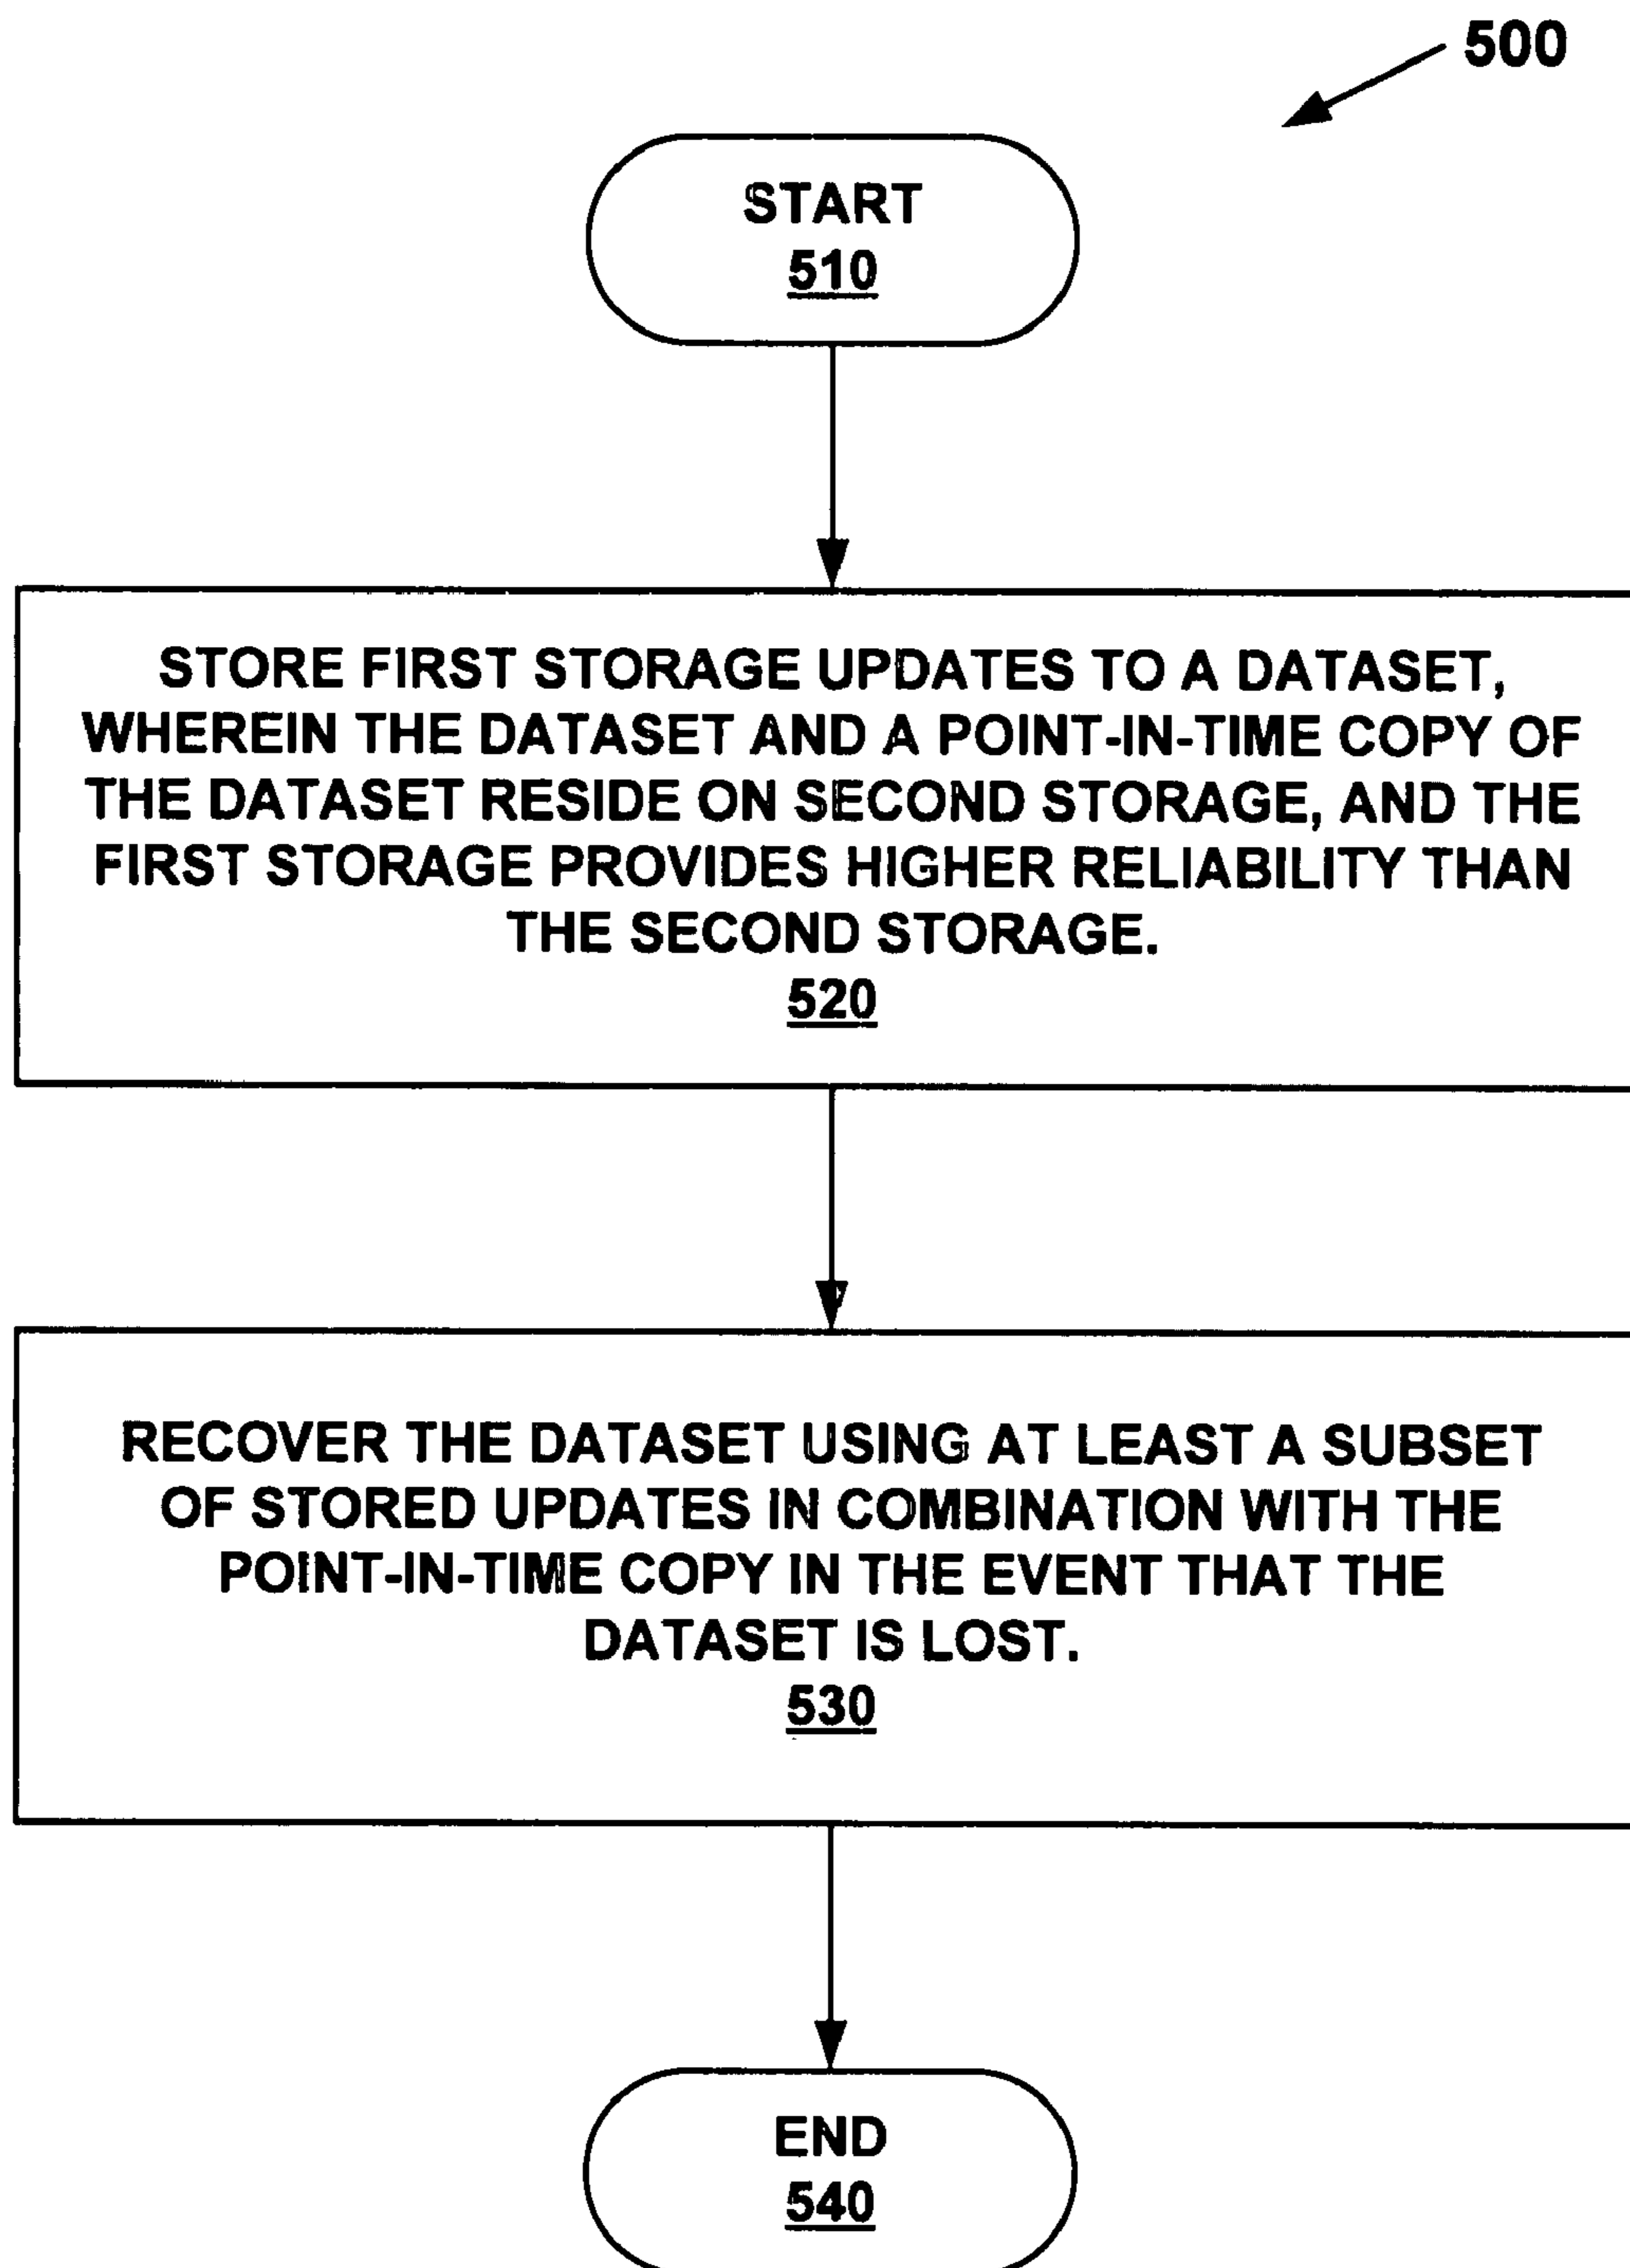 500
START
510
STORE FIRST STORAGE UPDATES TO A DATASET,
WHEREIN THE DATASET AND A POINT-IN-TIME COPY OF
THE DATASET RESIDE ON SECOND STORAGE, AND THE
FIRST STORAGE PROVIDES HIGHER RELIABILITY THAN
THE SECOND STORAGE.
520
RECOVER THE DATASET USING AT LEAST A SUBSET
OF STORED UPDATES IN COMBINATION WITH THE
POINT-IN-TIME COPY IN THE EVENT THAT THE
DATASET IS LOST.
530
END
540